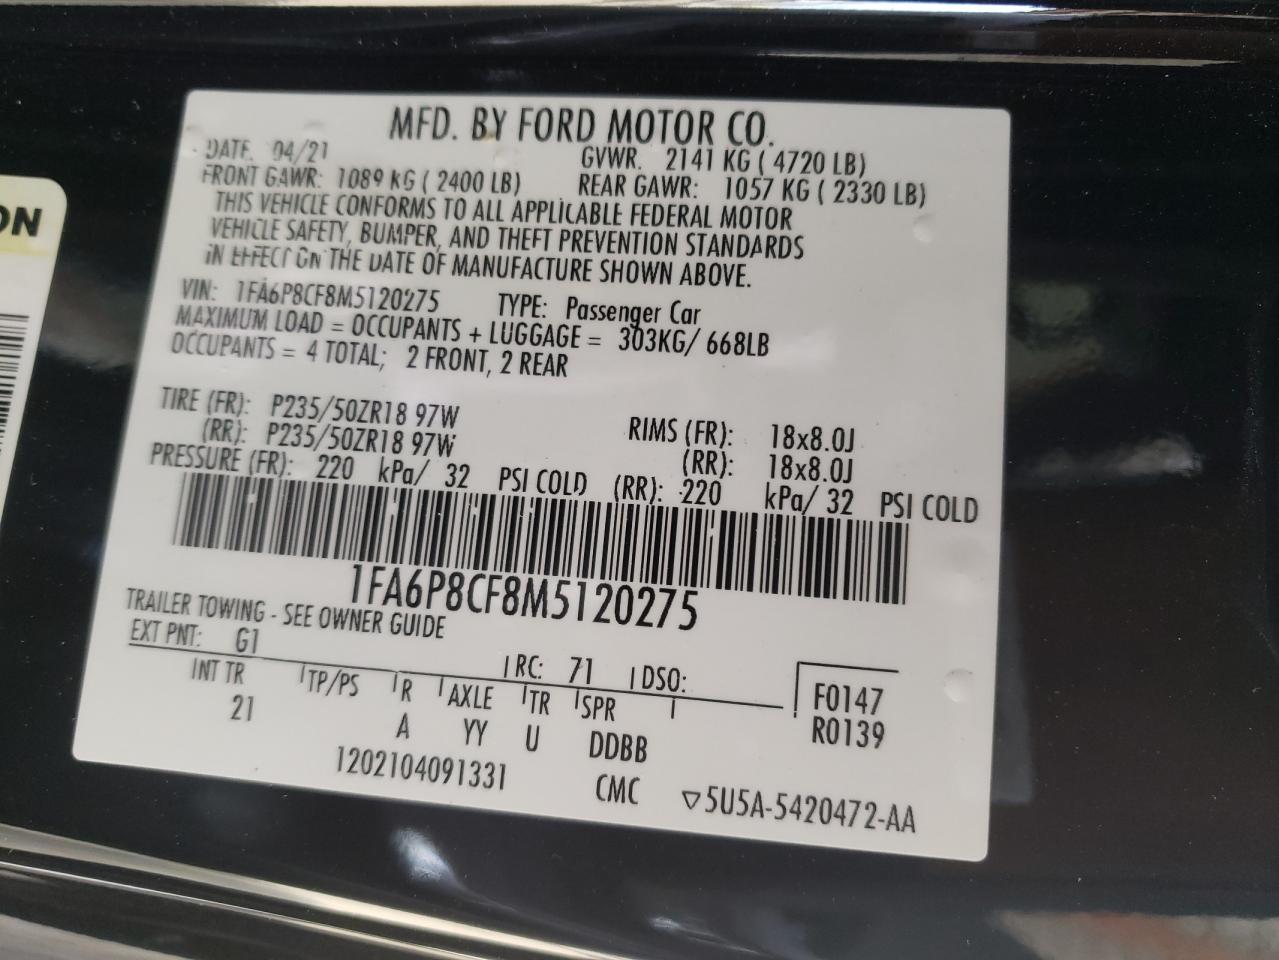 ON
MFD. BY FORD MOTOR CO.
DATE. 04/21 GVWR. 2141 KG ( 4720 LB)
FRONT GAWR: 1089 KG ( 2400 LB) REAR GAWR: 1057 KG ( 2330 LB)
THIS VEHICLE CONFORMS TO ALL APPLICABLE FEDERAL MOTOR
VEHICLE SAFETY, BUMPER, AND THEFT PREVENTION STANDARDS
IN EFFECT ON THE DATE OF MANUFACTURE SHOWN ABOVE.
VIN: 1FA6P8CF8M5120275 TYPE: Passenger Car
MAXIMUM LOAD = OCCUPANTS + LUGGAGE = 303KG/ 668LB
OCCUPANTS = 4 TOTAL; 2 FRONT, 2 REAR
TIRE (FR): P235/50ZR18 97W RIMS (FR): 18x8.0J
(RR): P235/50ZR18 97W (RR): 18x8.0J
PRESSURE (FR): 220 kPa/ 32 PSI COLD (RR): 220 kPa/ 32 PSI COLD
1FA6P8CF8M5120275
TRAILER TOWING - SEE OWNER GUIDE
EXT PNT: G1 RC: 71 DSO:
INT TR TP/PS R AXLE TR SPR F0147
21 A YY U DDBB R0139
1202104091331 CMC ▽5U5A-5420472-AA